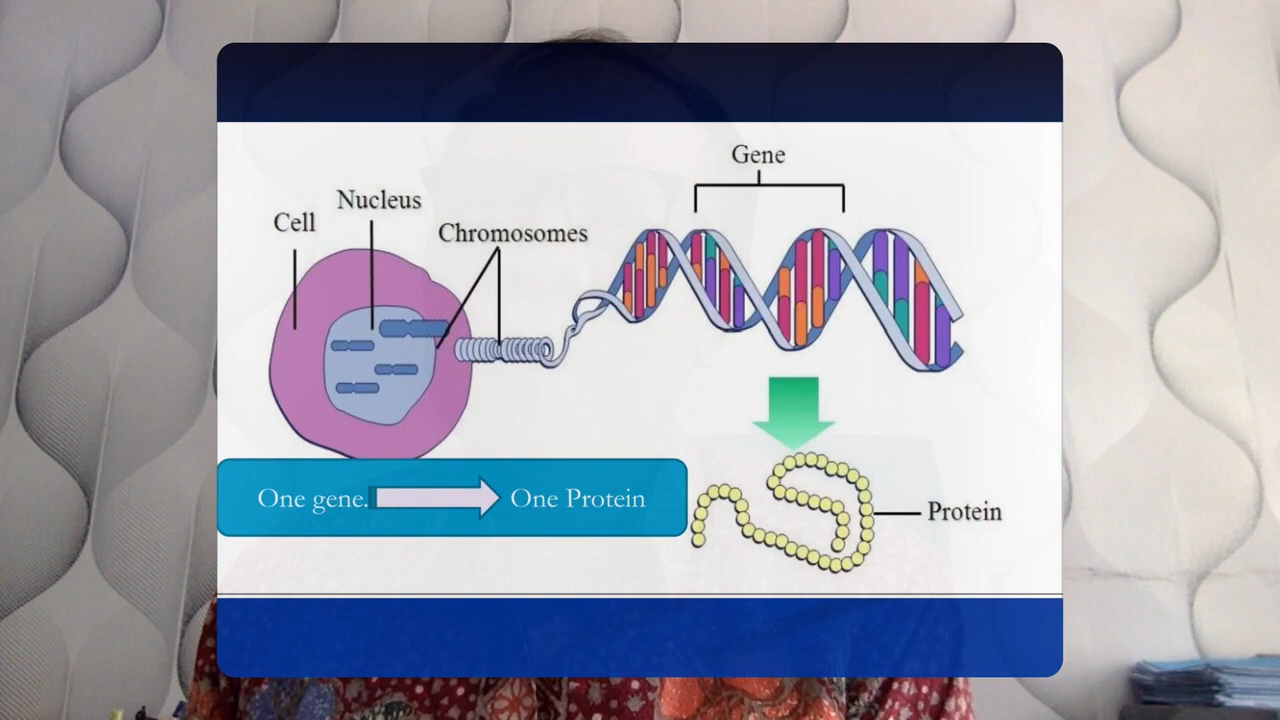 Gene
Nucleus
Cell
Chromosomes
One gene. One Protein
Protein